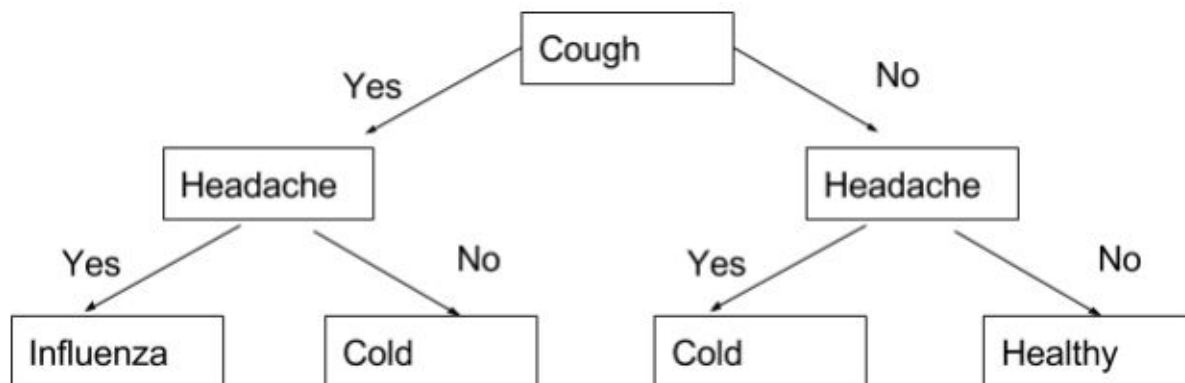 Cough
Yes
No
Headache
Headache
Yes
No
Yes
No
Influenza
Cold
Cold
Healthy